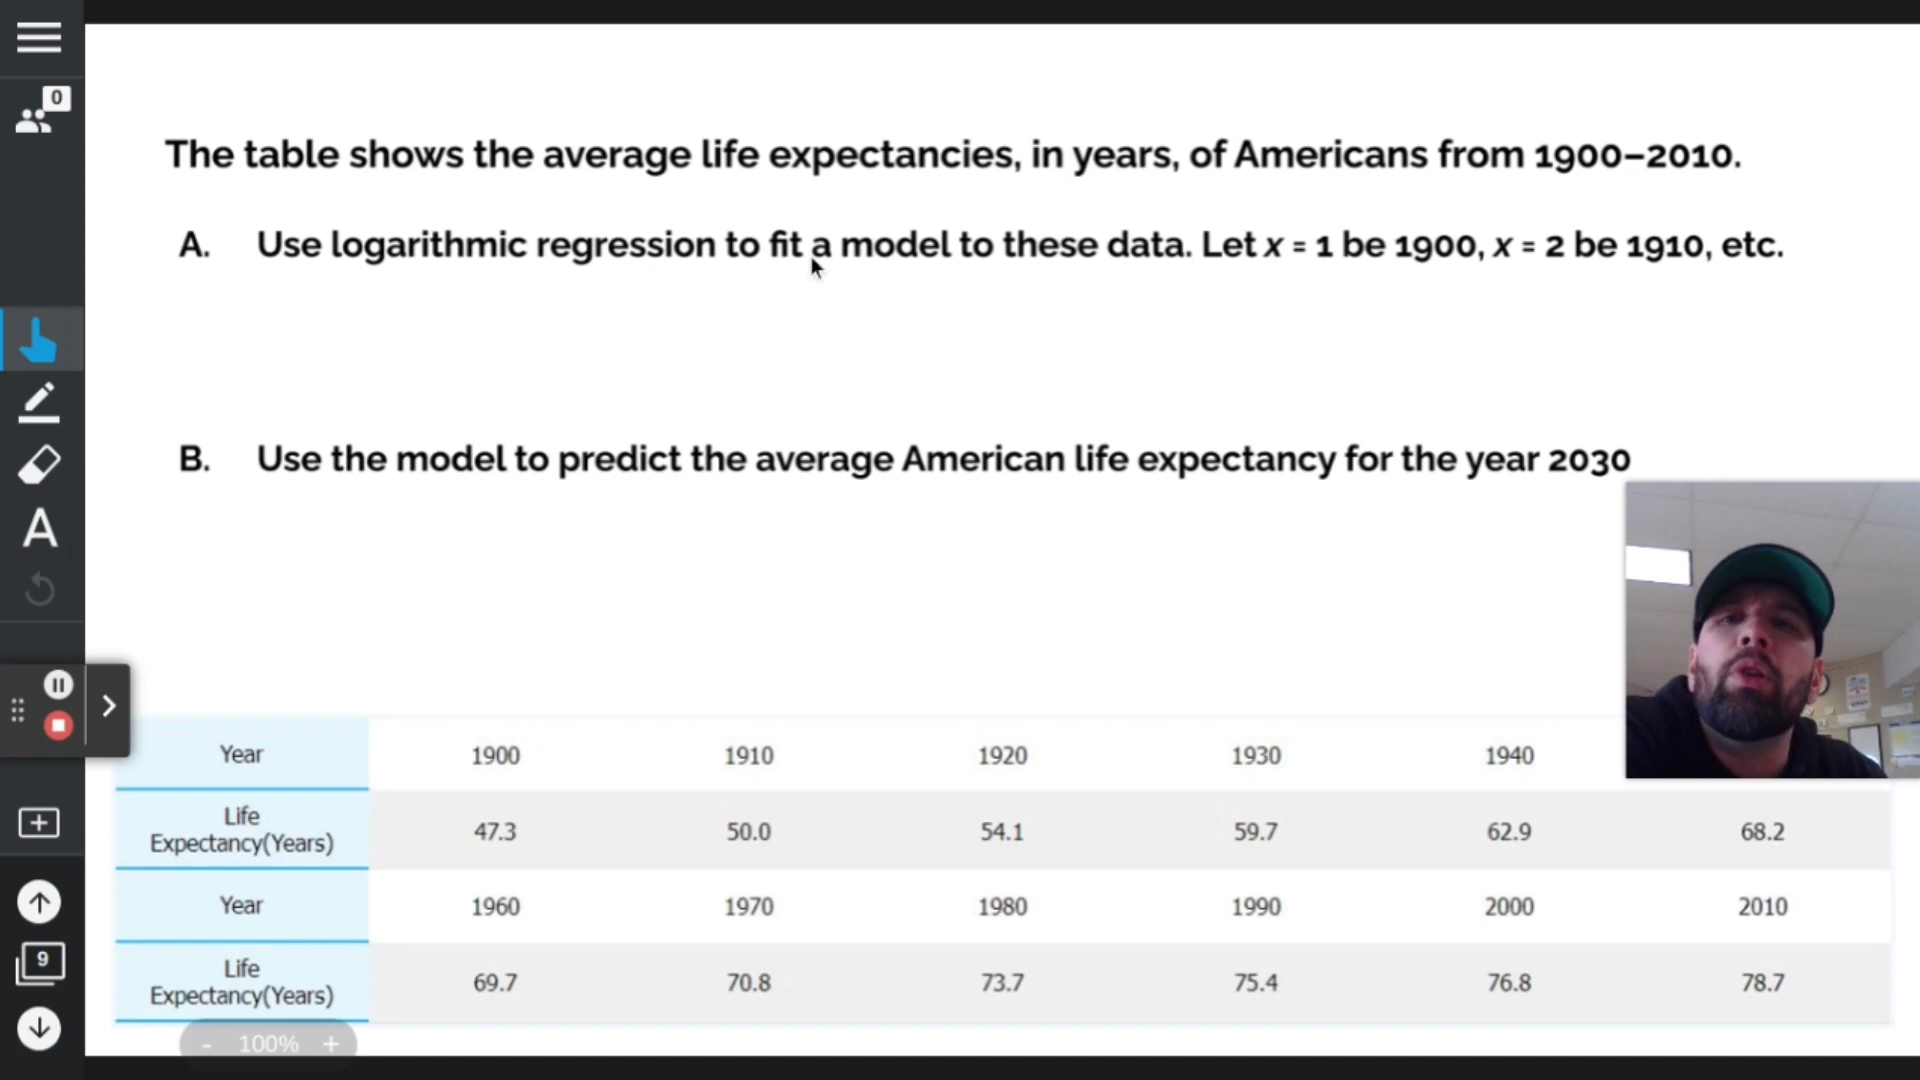 0
The table shows the average life expectancies, in years, of Americans from 1900–2010.
A. Use logarithmic regression to fit a model to these data. Let x = 1 be 1900, x = 2 be 1910, etc.
B. Use the model to predict the average American life expectancy for the year 2030
A
Year 1900 1910 1920 1930 1940
Life
Expectancy(Years) 47.3 50.0 54.1 59.7 62.9 68.2
Year 1960 1970 1980 1990 2000 2010
9
Life
Expectancy(Years) 69.7 70.8 73.7 75.4 76.8 78.7
- 100% +